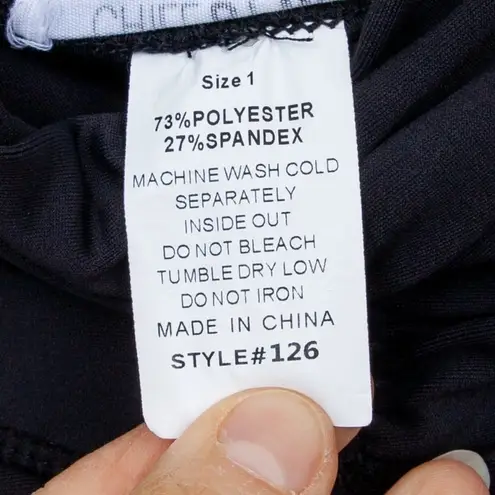 Size 1
73%POLYESTER
27%SPANDEX
MACHINE WASH COLD
SEPARATELY
INSIDE OUT
DO NOT BLEACH
TUMBLE DRY LOW
DO NOT IRON
MADE IN CHINA
STYLE#126